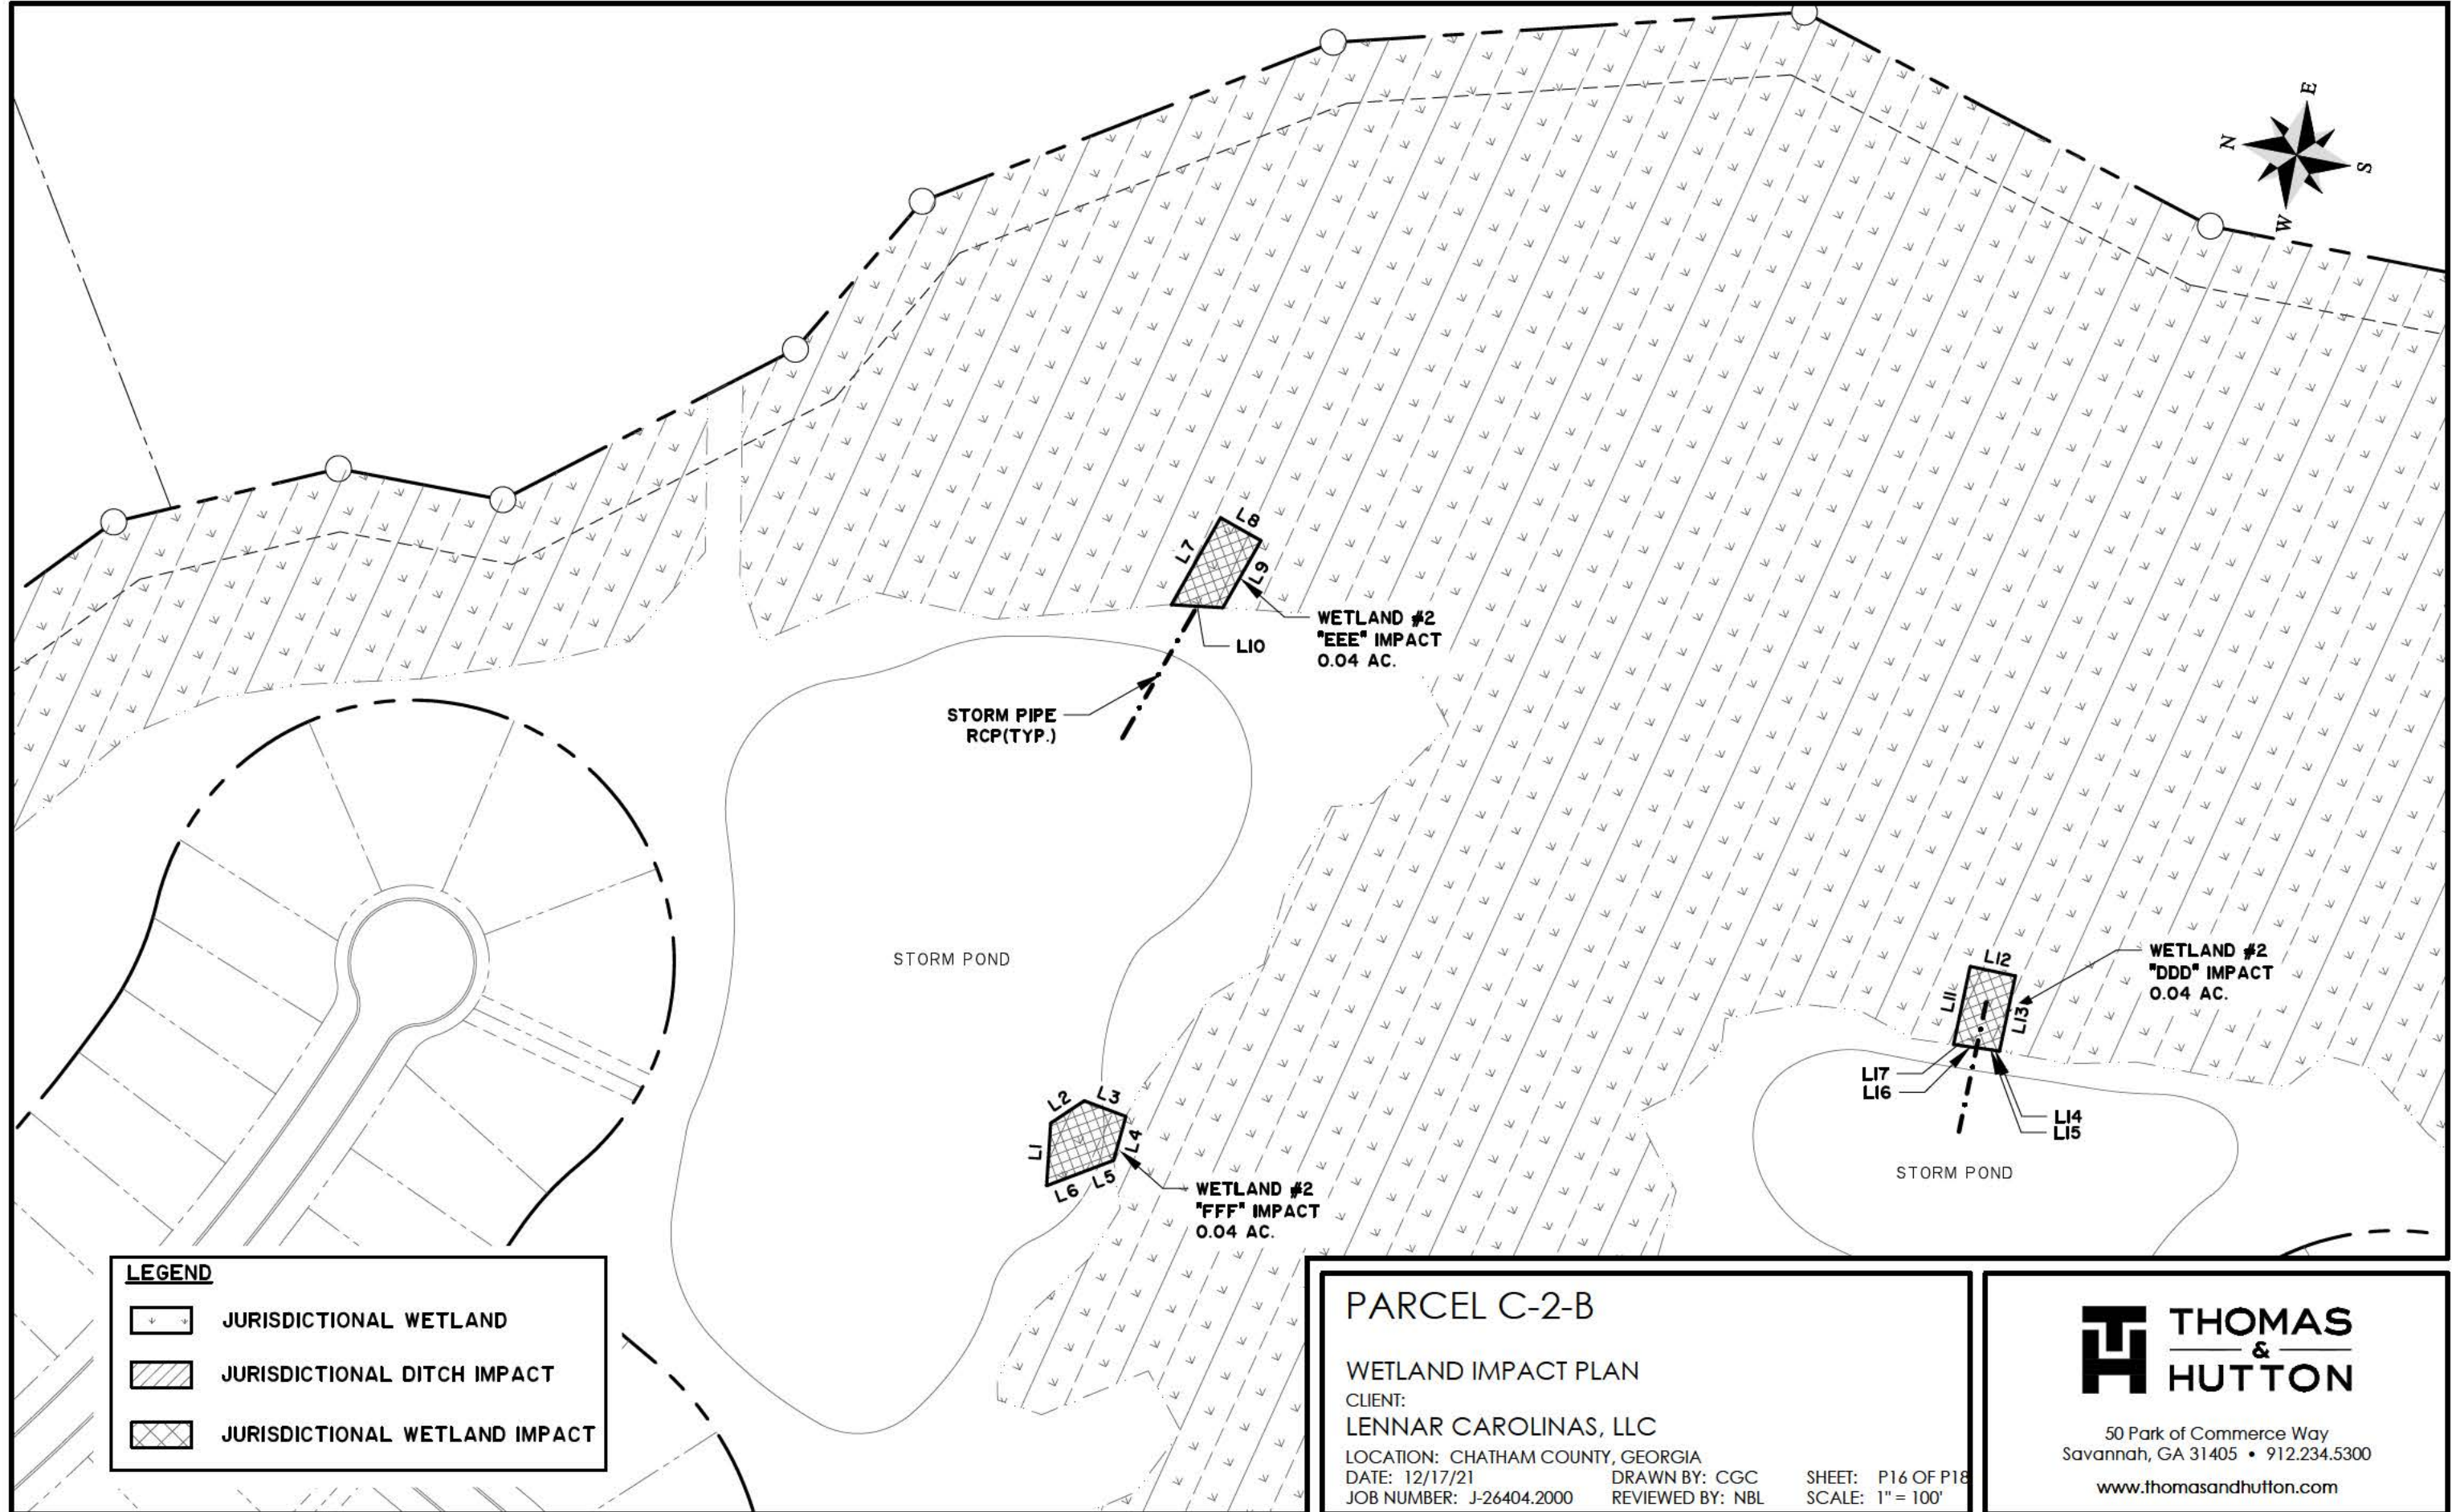 E
N
S
W
L8
L7
L9
L10
WETLAND #2
"EEE" IMPACT
0.04 AC.
STORM PIPE
RCP(TYP.)
STORM POND
L12
L11
L13
WETLAND #2
"DDD" IMPACT
0.04 AC.
L17
L16
L14
L15
STORM POND
L2
L3
L1
L4
L6
L5
WETLAND #2
"FFF" IMPACT
0.04 AC.
LEGEND
JURISDICTIONAL WETLAND
JURISDICTIONAL DITCH IMPACT
JURISDICTIONAL WETLAND IMPACT
PARCEL C-2-B
WETLAND IMPACT PLAN
CLIENT:
LENNAR CAROLINAS, LLC
LOCATION: CHATHAM COUNTY, GEORGIA
DATE: 12/17/21 DRAWN BY: CGC SHEET: P16 OF P18
JOB NUMBER: J-26404.2000 REVIEWED BY: NBL SCALE: 1" = 100'
THOMAS
&
HUTTON
50 Park of Commerce Way
Savannah, GA 31405 • 912.234.5300
www.thomasandhutton.com